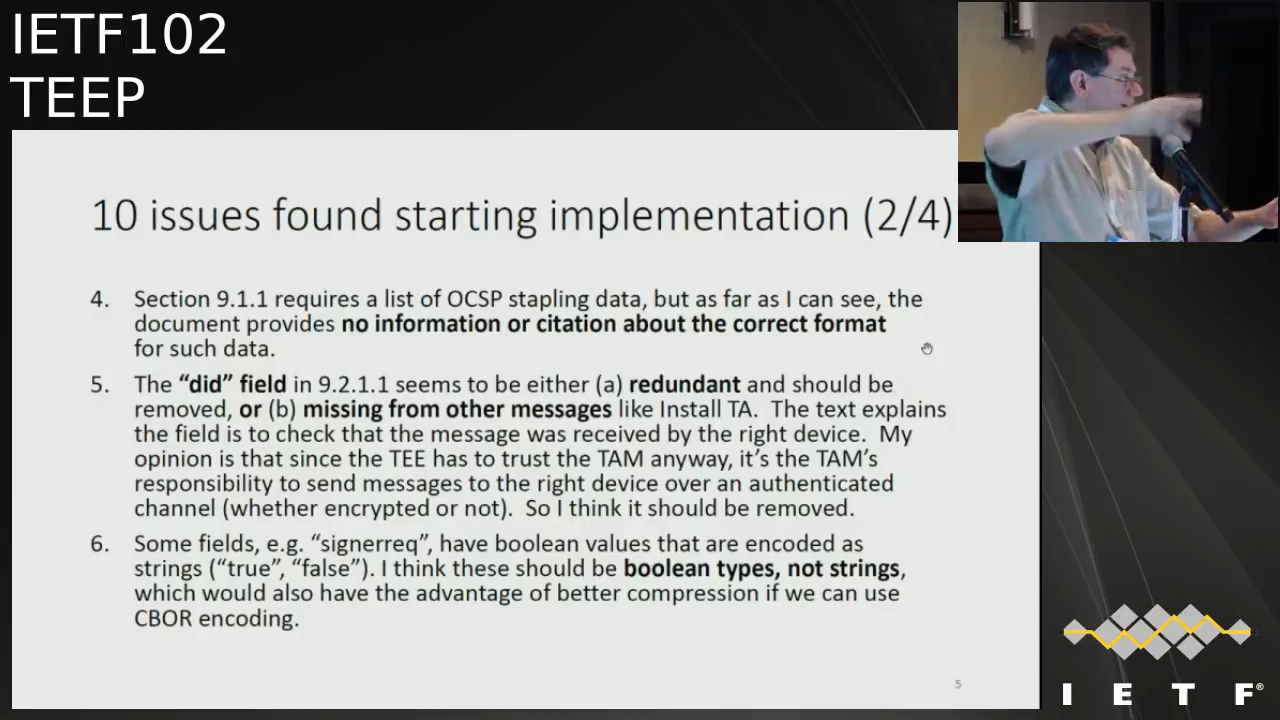 IETF102
TEEP
10 issues found starting implementation (2/4)
4. Section 9.1.1 requires a list of OCSP stapling data, but as far as I can see, the
document provides no information or citation about the correct format
for such data.
5. The “did” field in 9.2.1.1 seems to be either (a) redundant and should be
removed, or (b) missing from other messages like Install TA. The text explains
the field is to check that the message was received by the right device. My
opinion is that since the TEE has to trust the TAM anyway, it’s the TAM’s
responsibility to send messages to the right device over an authenticated
channel (whether encrypted or not). So I think it should be removed.
6. Some fields, e.g. “signerreq”, have boolean values that are encoded as
strings (“true”, “false”). I think these should be boolean types, not strings,
which would also have the advantage of better compression if we can use
CBOR encoding.
5
I E T F®